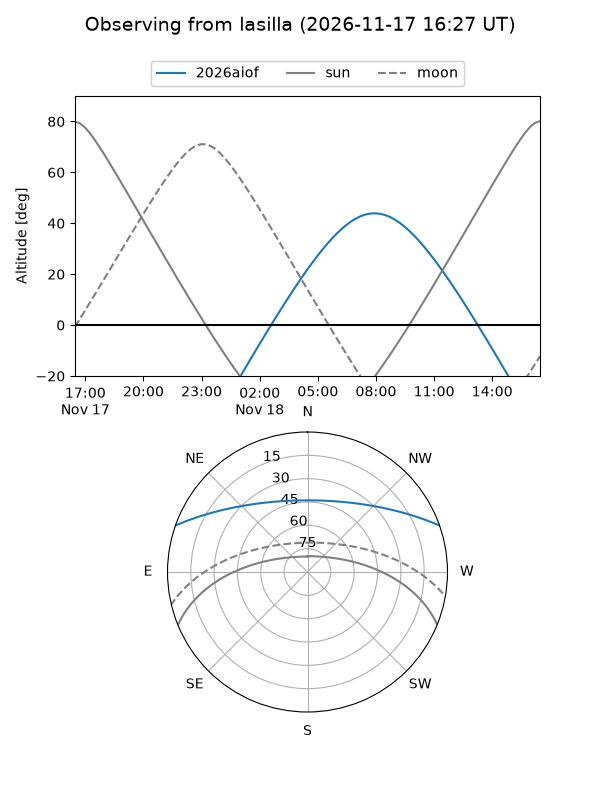 Observing from lasilla (2026-11-17 16:27 UT)
2026aiof sun moon
Altitude [deg]
80
60
40
20
0
−20
17:00 20:00 23:00 02:00 05:00 08:00 11:00 14:00
Nov 17 Nov 18
N
NE NW
15
30
45
60
75
E W
SE SW
S